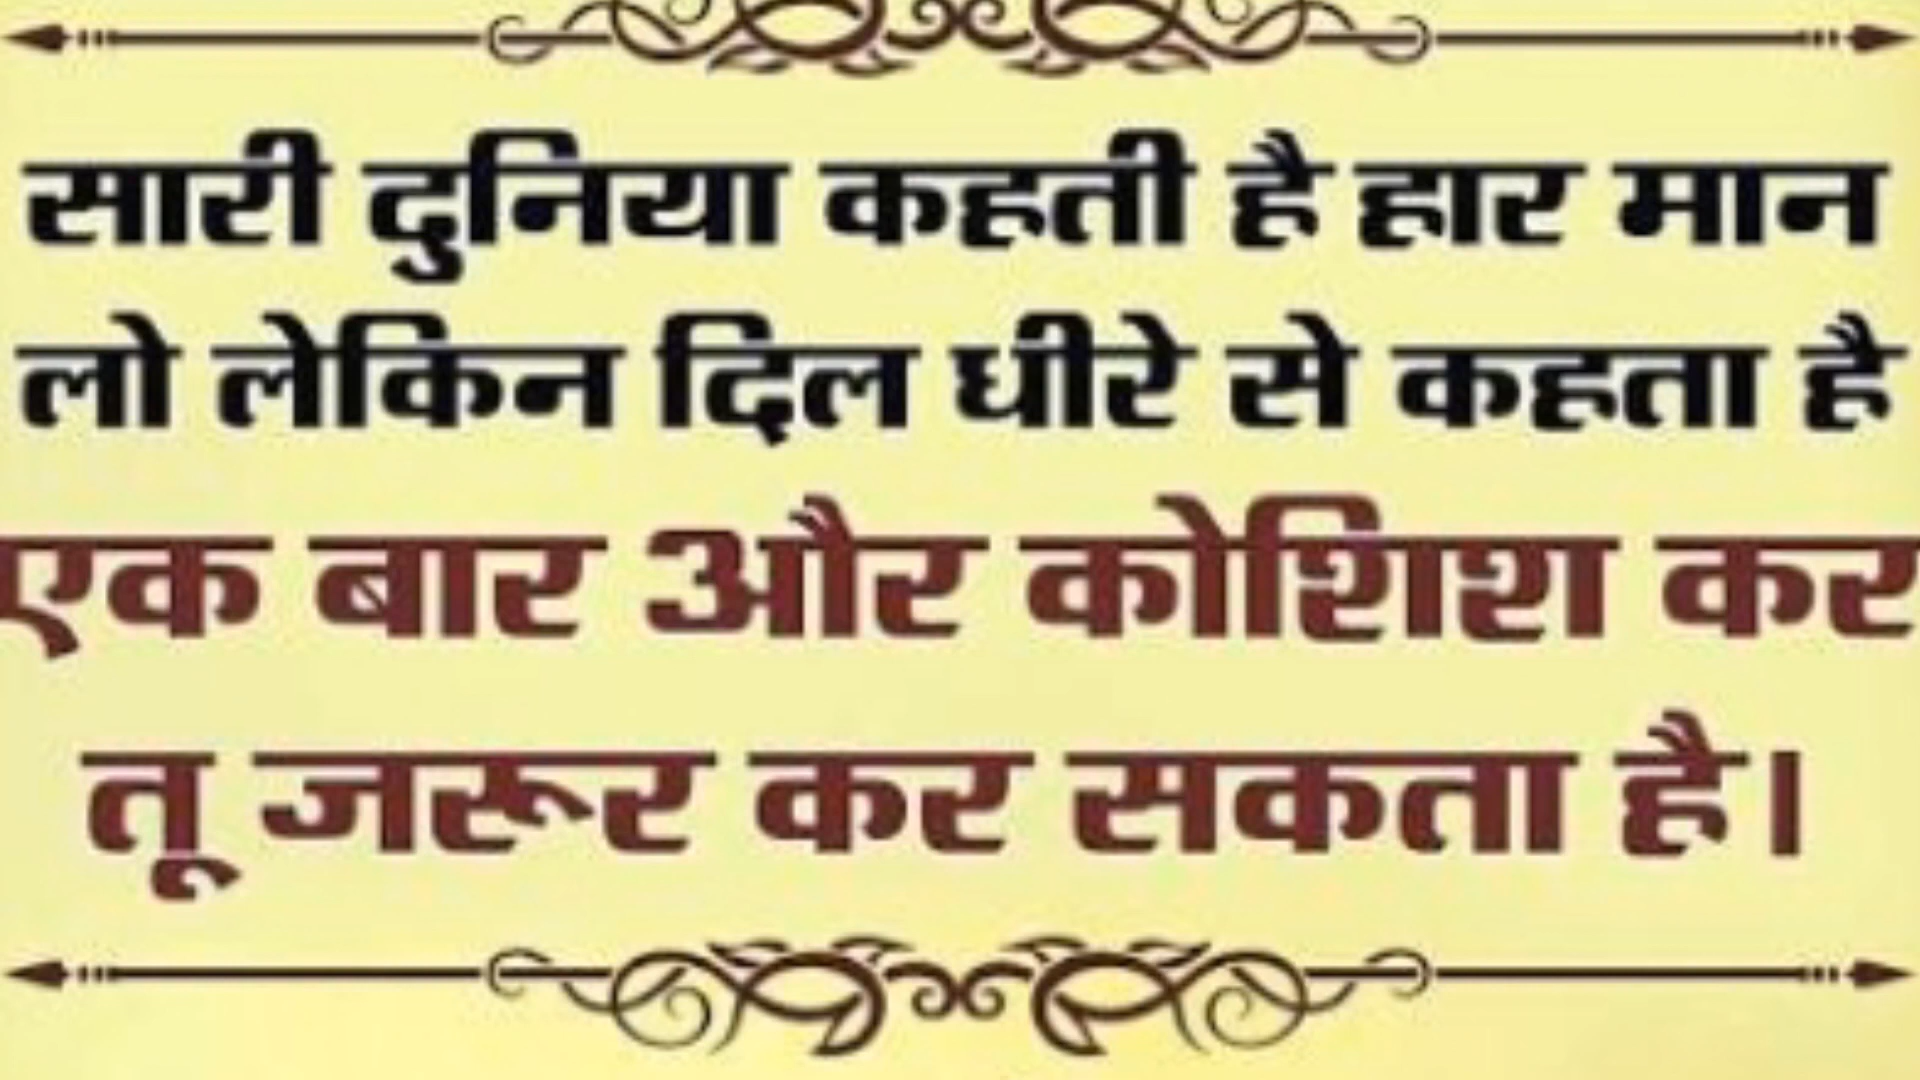 सारी दुनिया कहती है हार मान
लो लेकिन दिल धीरे से कहता है
एक बार और कोशिश कर
तू जरूर कर सकता है।